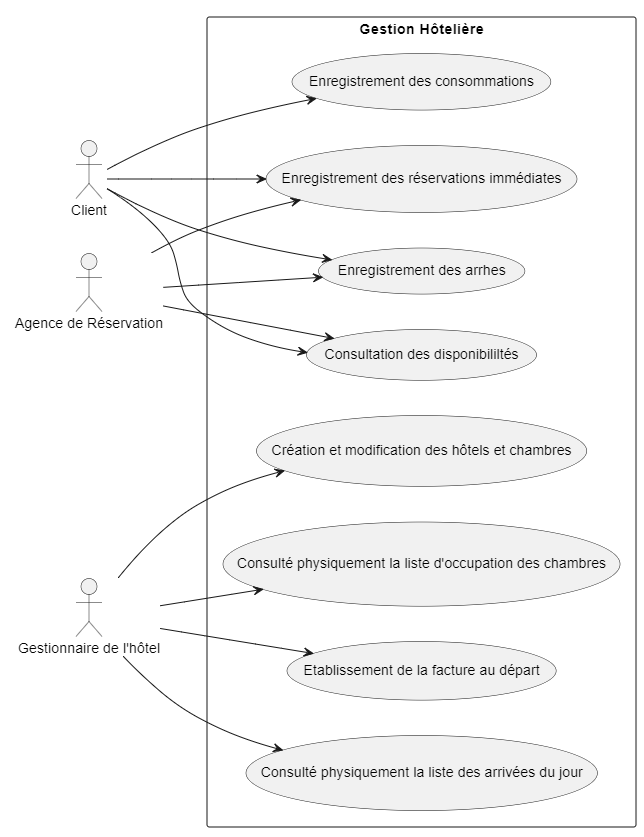 Gestion Hôtelière
Enregistrement des consommations
Enregistrement des réservations immédiates
Client
Enregistrement des arrhes
Agence de Réservation
Consultation des disponibililtés
Création et modification des hôtels et chambres
Consulté physiquement la liste d'occupation des chambres
Gestionnaire de l'hôtel
Etablissement de la facture au départ
Consulté physiquement la liste des arrivées du jour